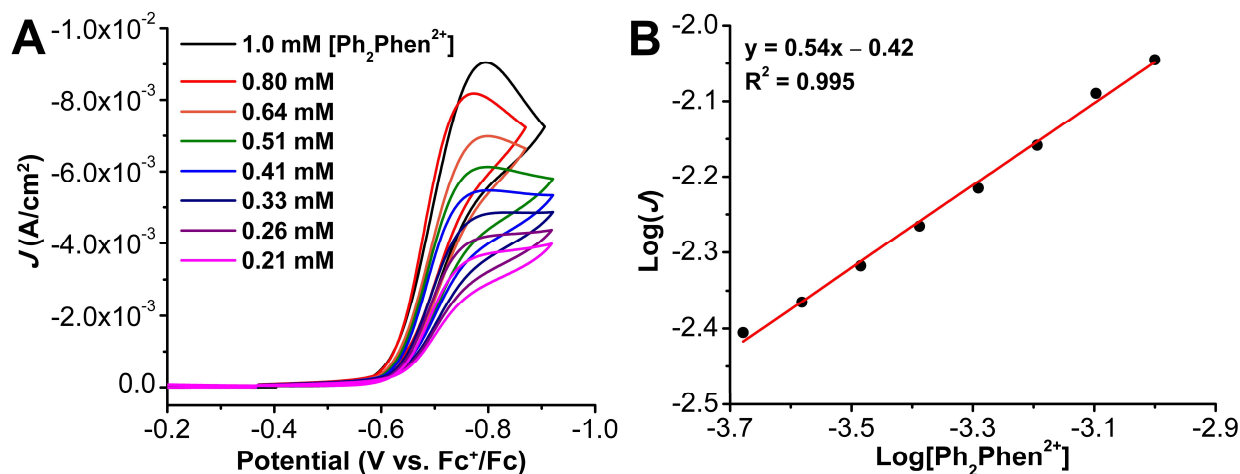 A
J (A/cm²)
-1.0x10⁻²
-8.0x10⁻³
-6.0x10⁻³
-4.0x10⁻³
-2.0x10⁻³
0.0
1.0 mM [Ph₂Phen²⁺]
0.80 mM
0.64 mM
0.51 mM
0.41 mM
0.33 mM
0.26 mM
0.21 mM
-0.2 -0.4 -0.6 -0.8 -1.0
Potential (V vs. Fc⁺/Fc)
B
Log(J)
-2.0
-2.1
-2.2
-2.3
-2.4
-2.5
y = 0.54x – 0.42
R² = 0.995
-3.7 -3.5 -3.3 -3.1 -2.9
Log[Ph₂Phen²⁺]